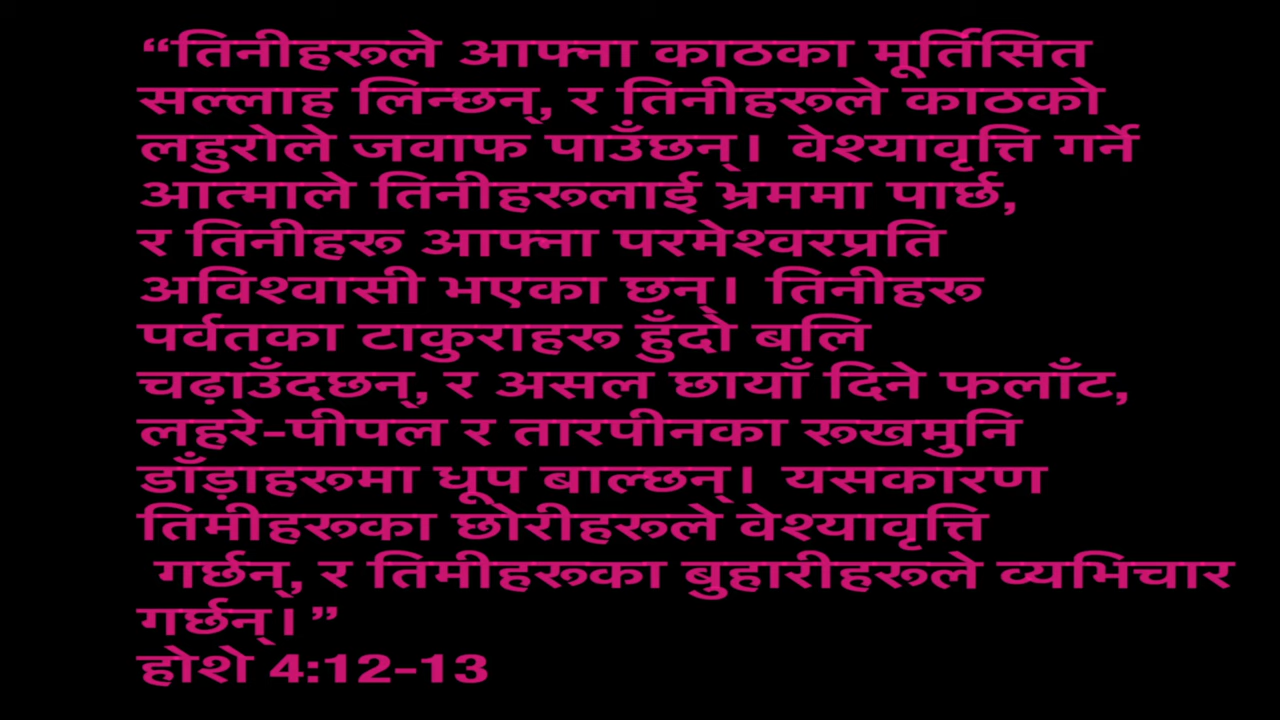 “तिनीहरूले आफ्ना काठका मूर्तिसित
सल्लाह लिन्छन्, र तिनीहरूले काठको
लहुरोले जवाफ पाउँछन्। वेश्यावृत्ति गर्ने
आत्माले तिनीहरूलाई भ्रममा पार्छ,
र तिनीहरू आफ्ना परमेश्वरप्रति
अविश्वासी भएका छन्। तिनीहरू
पर्वतका टाकुराहरू हुँदो बलि
चढ़ाउँदछन्, र असल छायाँ दिने फलाँट,
लहरे-पीपल र तारपीनका रूखमुनि
डाँड़ाहरूमा धूप बाल्छन्। यसकारण
तिमीहरूका छोरीहरूले वेश्यावृत्ति
गर्छन्, र तिमीहरूका बुहारीहरूले व्यभिचार
गर्छन्।”
होशे 4:12-13